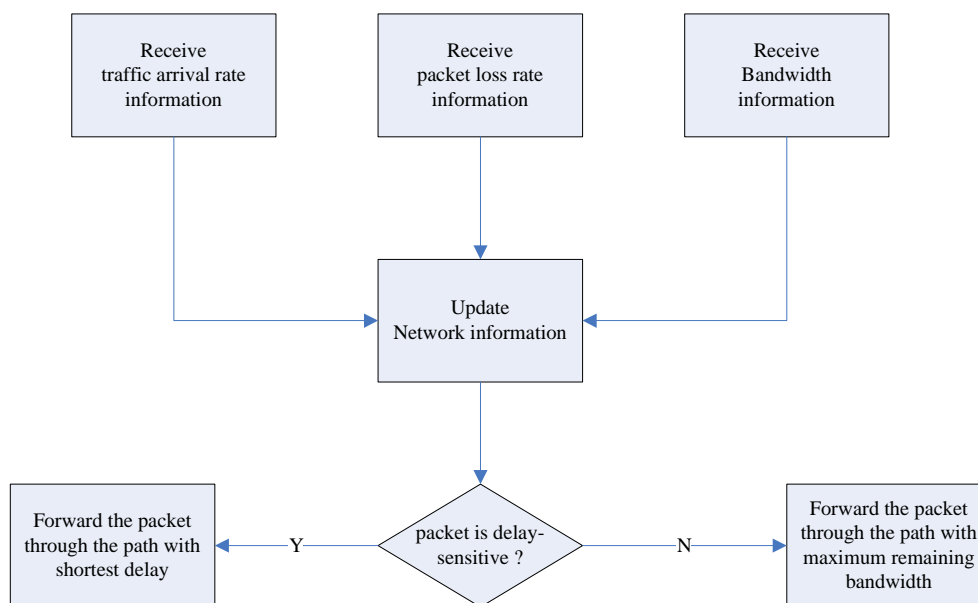 Receive
traffic arrival rate
information
Receive
packet loss rate
information
Receive
Bandwidth
information
Update
Network information
Forward the packet
through the path with
shortest delay
Y
packet is delay-
sensitive ?
N
Forward the packet
through the path with
maximum remaining
bandwidth